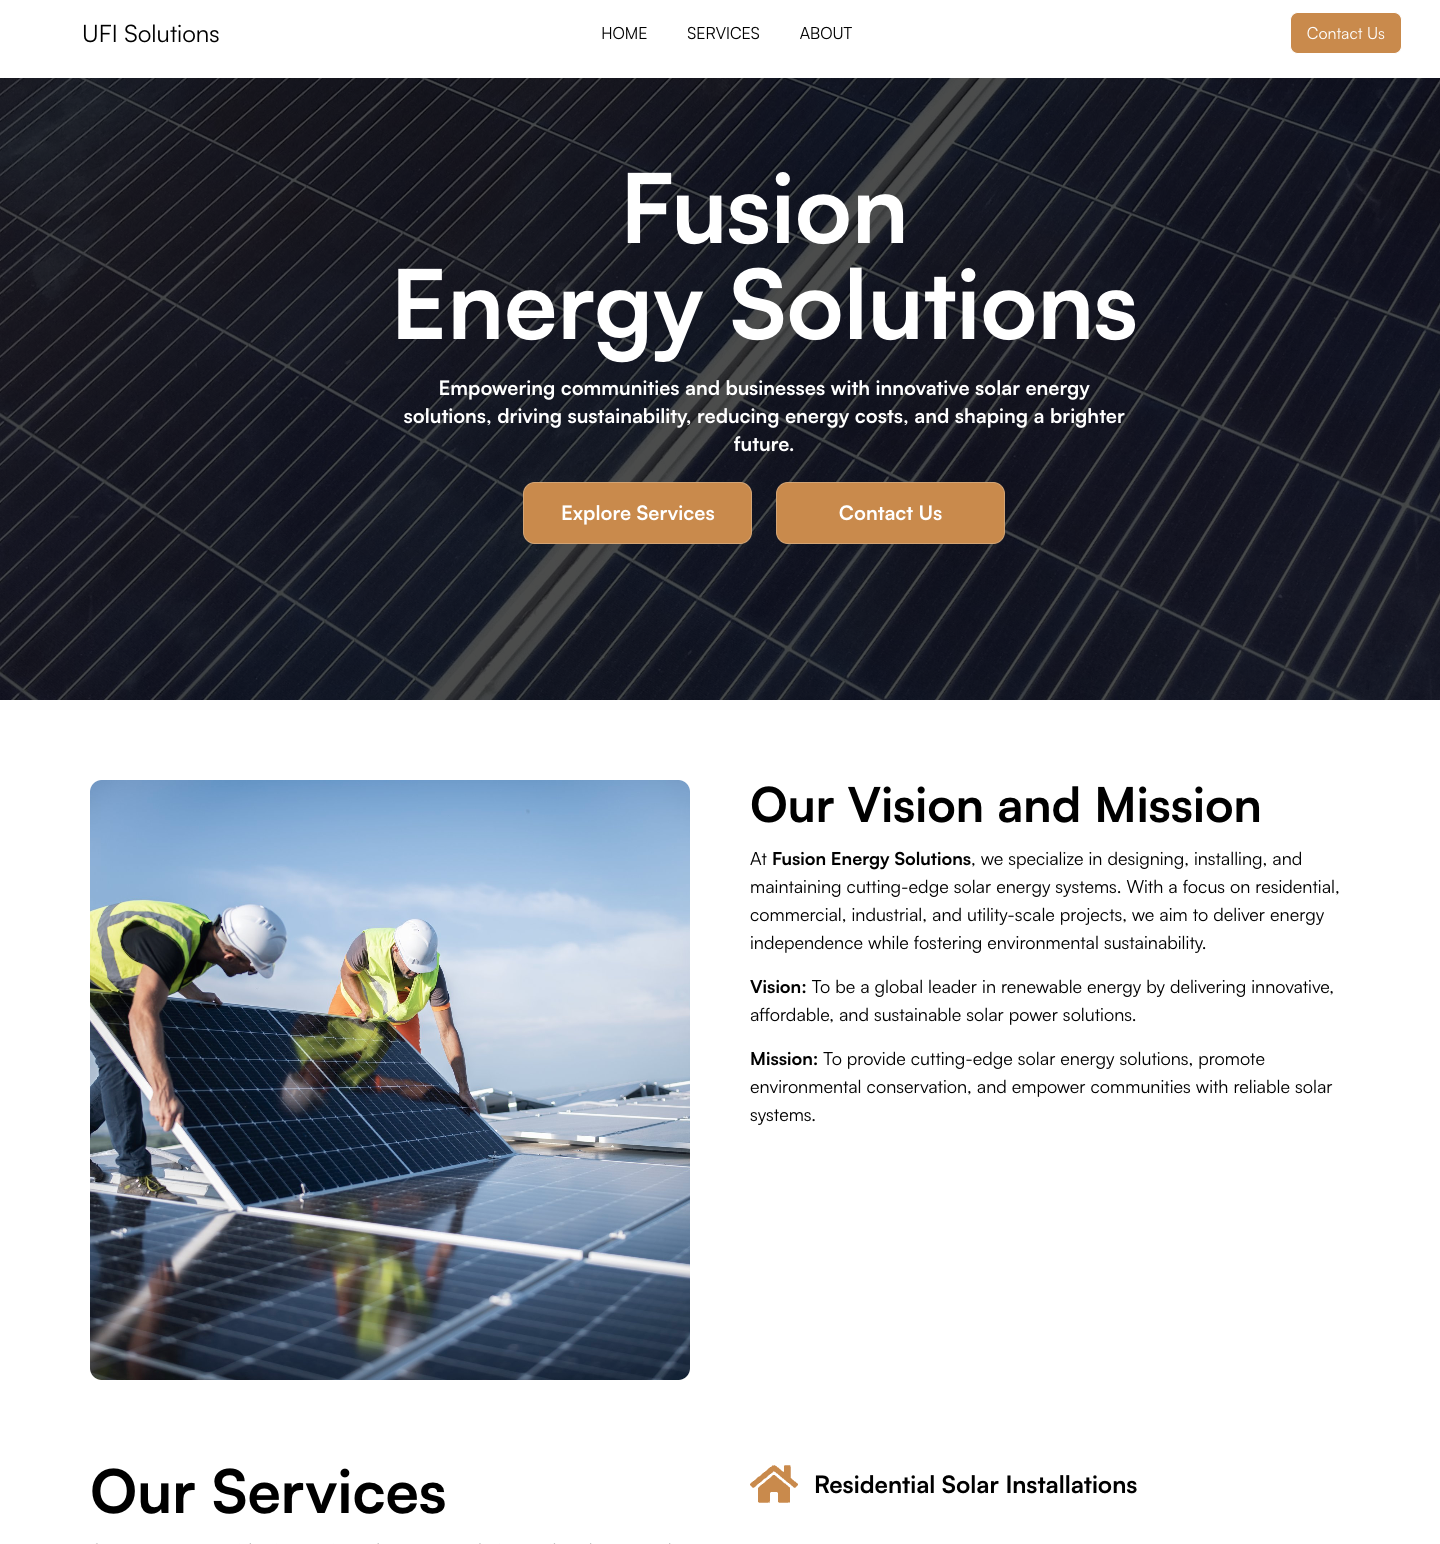 UFI Solutions
HOME
SERVICES
ABOUT
Contact Us
Fusion
Energy Solutions
Empowering communities and businesses with innovative solar energy
solutions, driving sustainability, reducing energy costs, and shaping a brighter
future.
Explore Services
Contact Us
Our Vision and Mission
At Fusion Energy Solutions, we specialize in designing, installing, and
maintaining cutting-edge solar energy systems. With a focus on residential,
commercial, industrial, and utility-scale projects, we aim to deliver energy
independence while fostering environmental sustainability.
Vision: To be a global leader in renewable energy by delivering innovative,
affordable, and sustainable solar power solutions.
Mission: To provide cutting-edge solar energy solutions, promote
environmental conservation, and empower communities with reliable solar
systems.
Our Services
Residential Solar Installations